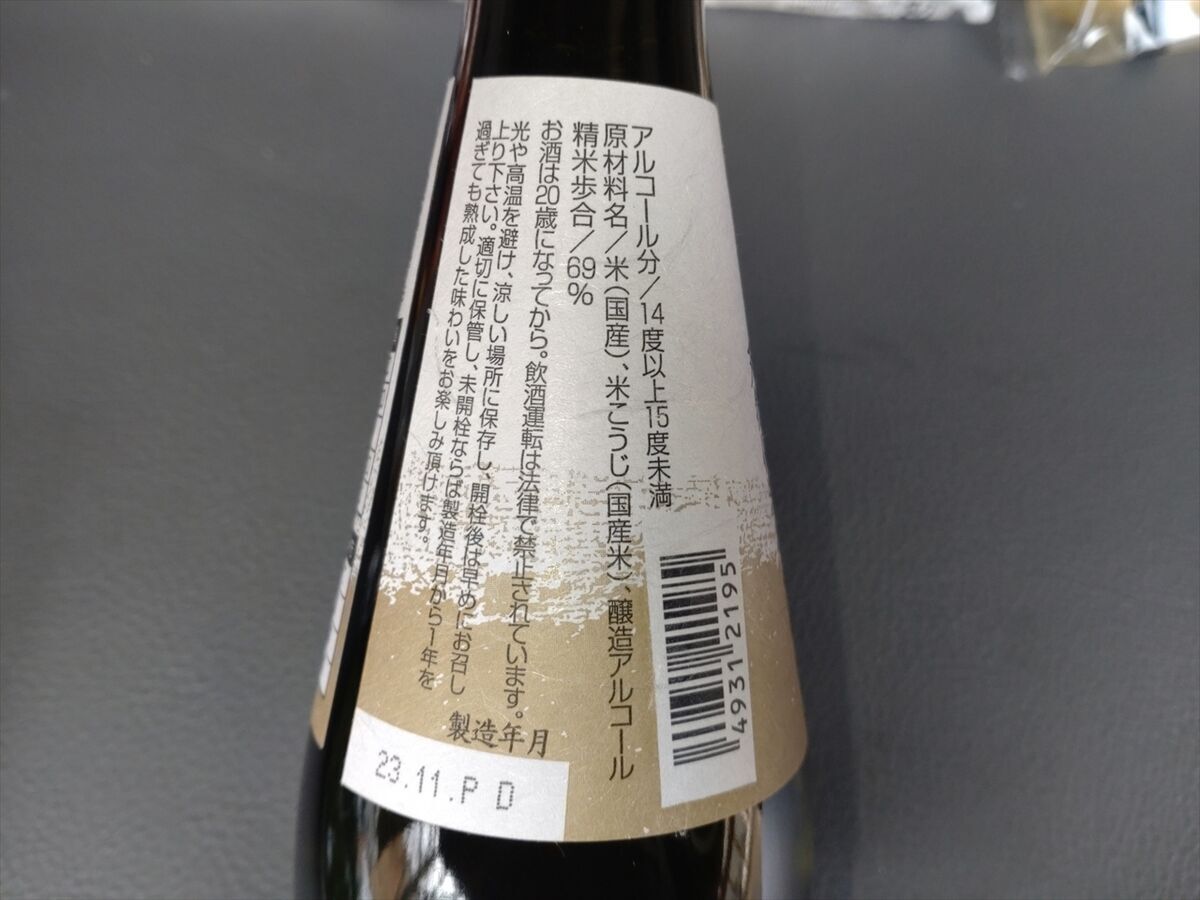 アルコール分／14度以上15度未満
原材料名／米(国産)、米こうじ(国産米)、醸造アルコール
精米歩合／69%
お酒は20歳になってから。飲酒運転は法律で禁止されています。
光や高温を避け、涼しい場所に保存し、開栓後は早めにお召し
上り下さい。適切に保管し、未開栓ならば製造年月から1年を
過ぎても熟成した味わいをお楽しみ頂けます。
製造年月
23.11.P D
4931 2195